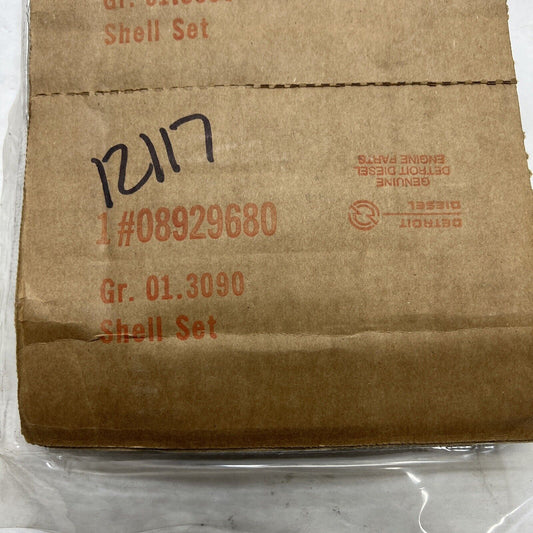 Shell Set
12117
1 #08929680
Gr. 01.3090
Shell Set
DETROIT
DIESEL
GENUINE
DETROIT DIESEL
ENGINE PARTS